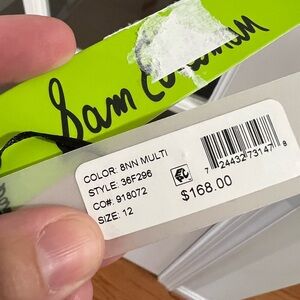 Sam
COLOR: 8NN MULTI
STYLE: 36F296
CO#: 918072
SIZE: 12
$168.00
7 24432 73147 8